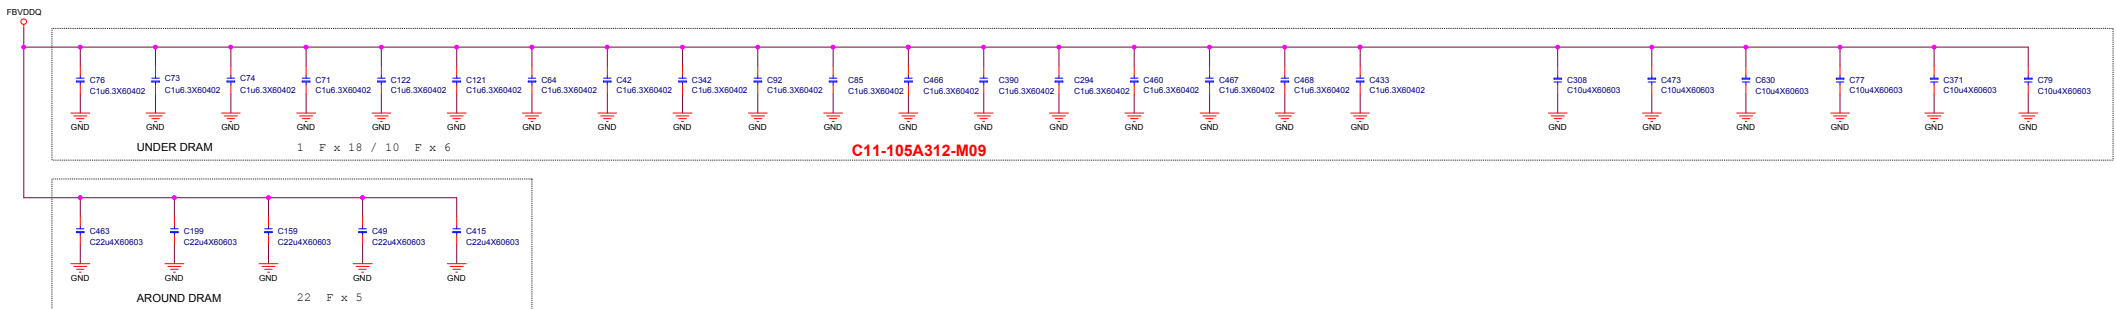 FBVDDQ
C76 C73 C74 C71 C122 C121 C64 C42 C342 C92 C85 C466 C390 C294 C460 C467 C468 C433 C308 C473 C630 C77 C371 C79
C1u6.3X60402 C1u6.3X60402 C1u6.3X60402 C1u6.3X60402 C1u6.3X60402 C1u6.3X60402 C1u6.3X60402 C1u6.3X60402 C1u6.3X60402 C1u6.3X60402 C1u6.3X60402 C1u6.3X60402 C1u6.3X60402 C1u6.3X60402 C1u6.3X60402 C1u6.3X60402 C1u6.3X60402 C1u6.3X60402 C10u4X60603 C10u4X60603 C10u4X60603 C10u4X60603 C10u4X60603 C10u4X60603
GND GND GND GND GND GND GND GND GND GND GND GND GND GND GND GND GND GND GND GND GND GND GND GND
UNDER DRAM 1 F x 18 / 10 F x 6
C11-105A312-M09
C463 C199 C159 C49 C415
C22u4X60603 C22u4X60603 C22u4X60603 C22u4X60603 C22u4X60603
GND GND GND GND GND
AROUND DRAM 22 F x 5